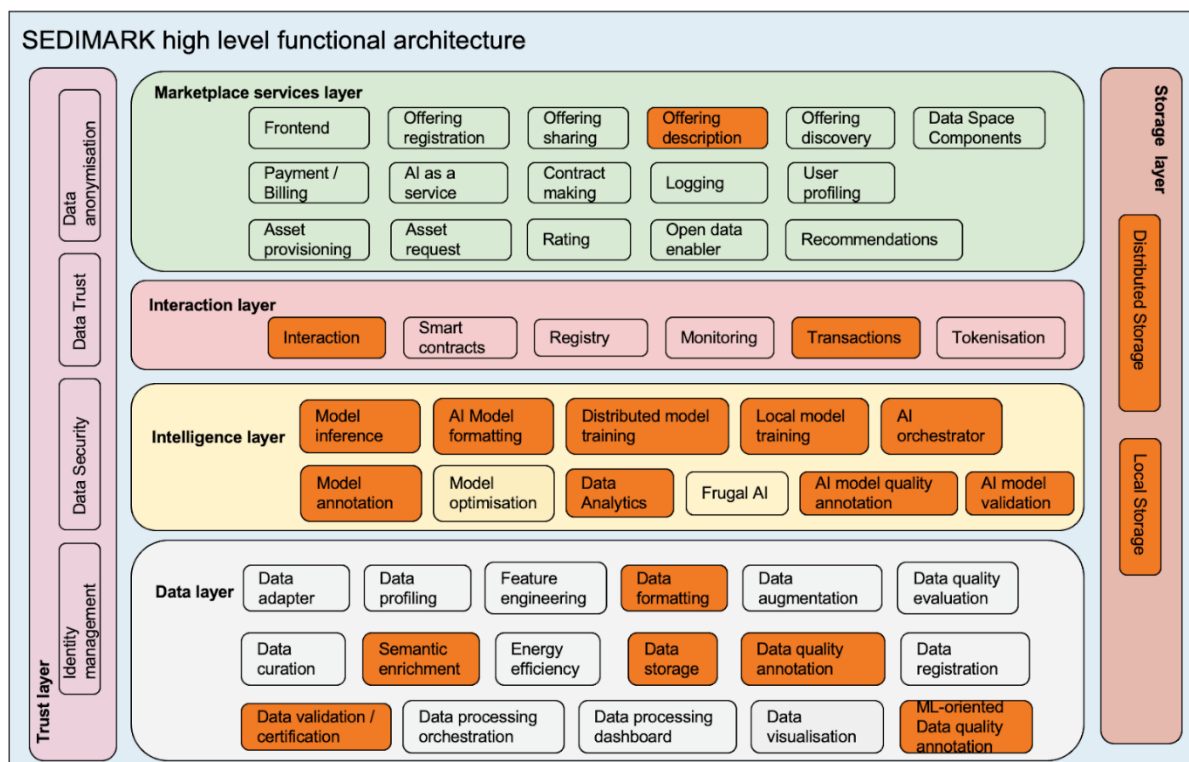 SEDIMARK high level functional architecture
Trust layer
Data
anonymisation
Data Trust
Data Security
Identity
management
Marketplace services layer
Frontend
Offering
registration
Offering
sharing
Offering
description
Offering
discovery
Data Space
Components
Payment /
Billing
AI as a
service
Contract
making
Logging
User
profiling
Asset
provisioning
Asset
request
Rating
Open data
enabler
Recommendations
Interaction layer
Interaction
Smart
contracts
Registry
Monitoring
Transactions
Tokenisation
Intelligence layer
Model
inference
AI Model
formatting
Distributed model
training
Local model
training
AI
orchestrator
Model
annotation
Model
optimisation
Data
Analytics
Frugal AI
AI model quality
annotation
AI model
validation
Data layer
Data
adapter
Data
profiling
Feature
engineering
Data
formatting
Data
augmentation
Data quality
evaluation
Data
curation
Semantic
enrichment
Energy
efficiency
Data
storage
Data quality
annotation
Data
registration
Data validation /
certification
Data processing
orchestration
Data processing
dashboard
Data
visualisation
ML-oriented
Data quality
annotation
Storage layer
Distributed Storage
Local Storage